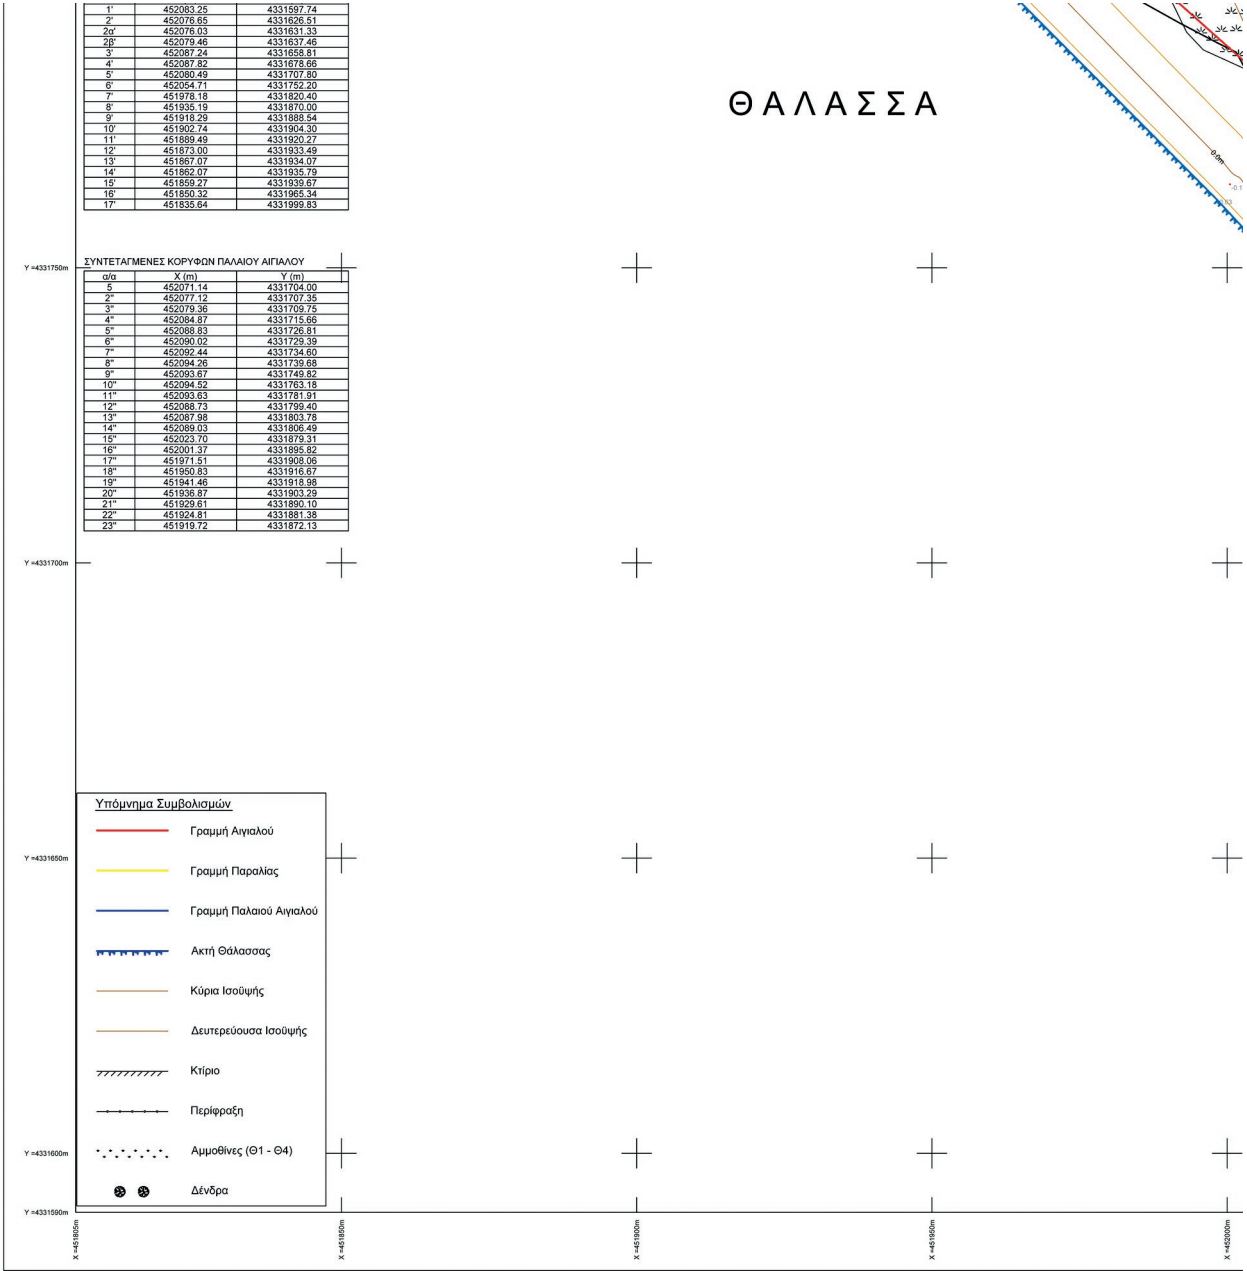 1' 452083.25 4331597.74
2' 452076.65 4331626.51
2α' 452076.03 4331631.33
2β' 452079.46 4331637.46
3' 452087.24 4331658.81
4' 452087.82 4331678.66
5' 452080.49 4331707.80
6' 452054.71 4331752.20
7' 451978.18 4331820.40
8' 451935.19 4331870.00
9' 451918.29 4331888.54
10' 451902.74 4331904.30
11' 451889.49 4331920.27
12' 451873.00 4331933.49
13' 451867.07 4331934.07
14' 451862.07 4331935.79
15' 451859.27 4331939.67
16' 451850.32 4331965.34
17' 451835.64 4331999.83
ΘΑΛΑΣΣΑ
0.0m
Y =4331750m
ΣΥΝΤΕΤΑΓΜΕΝΕΣ ΚΟΡΥΦΩΝ ΠΑΛΑΙΟΥ ΑΙΓΙΑΛΟΥ
α/α X (m) Y (m)
5 452071.14 4331704.00
2" 452077.12 4331707.35
3" 452079.36 4331709.75
4" 452084.87 4331715.66
5" 452088.83 4331726.81
6" 452090.02 4331729.39
7" 452092.44 4331734.60
8" 452094.26 4331739.68
9" 452093.67 4331749.82
10" 452094.52 4331763.18
11" 452093.63 4331781.91
12" 452088.73 4331799.40
13" 452087.98 4331803.78
14" 452089.03 4331806.49
15" 452023.70 4331879.31
16" 452001.37 4331895.82
17" 451971.51 4331908.06
18" 451950.83 4331916.67
19" 451941.46 4331918.98
20" 451936.87 4331903.29
21" 451929.61 4331890.10
22" 451924.81 4331881.38
23" 451919.72 4331872.13
Y =4331700m
Υπόμνημα Συμβολισμών
Γραμμή Αιγιαλού
Y =4331650m
Γραμμή Παραλίας
Γραμμή Παλαιού Αιγιαλού
Ακτή Θάλασσας
Κύρια Ισοϋψής
Δευτερεύουσα Ισοϋψής
Κτίριο
Περίφραξη
Y =4331600m
Αμμοθίνες (Θ1 - Θ4)
Δένδρα
Y =4331590m
X =451805m
X =451850m
X =451900m
X =451950m
X =452000m